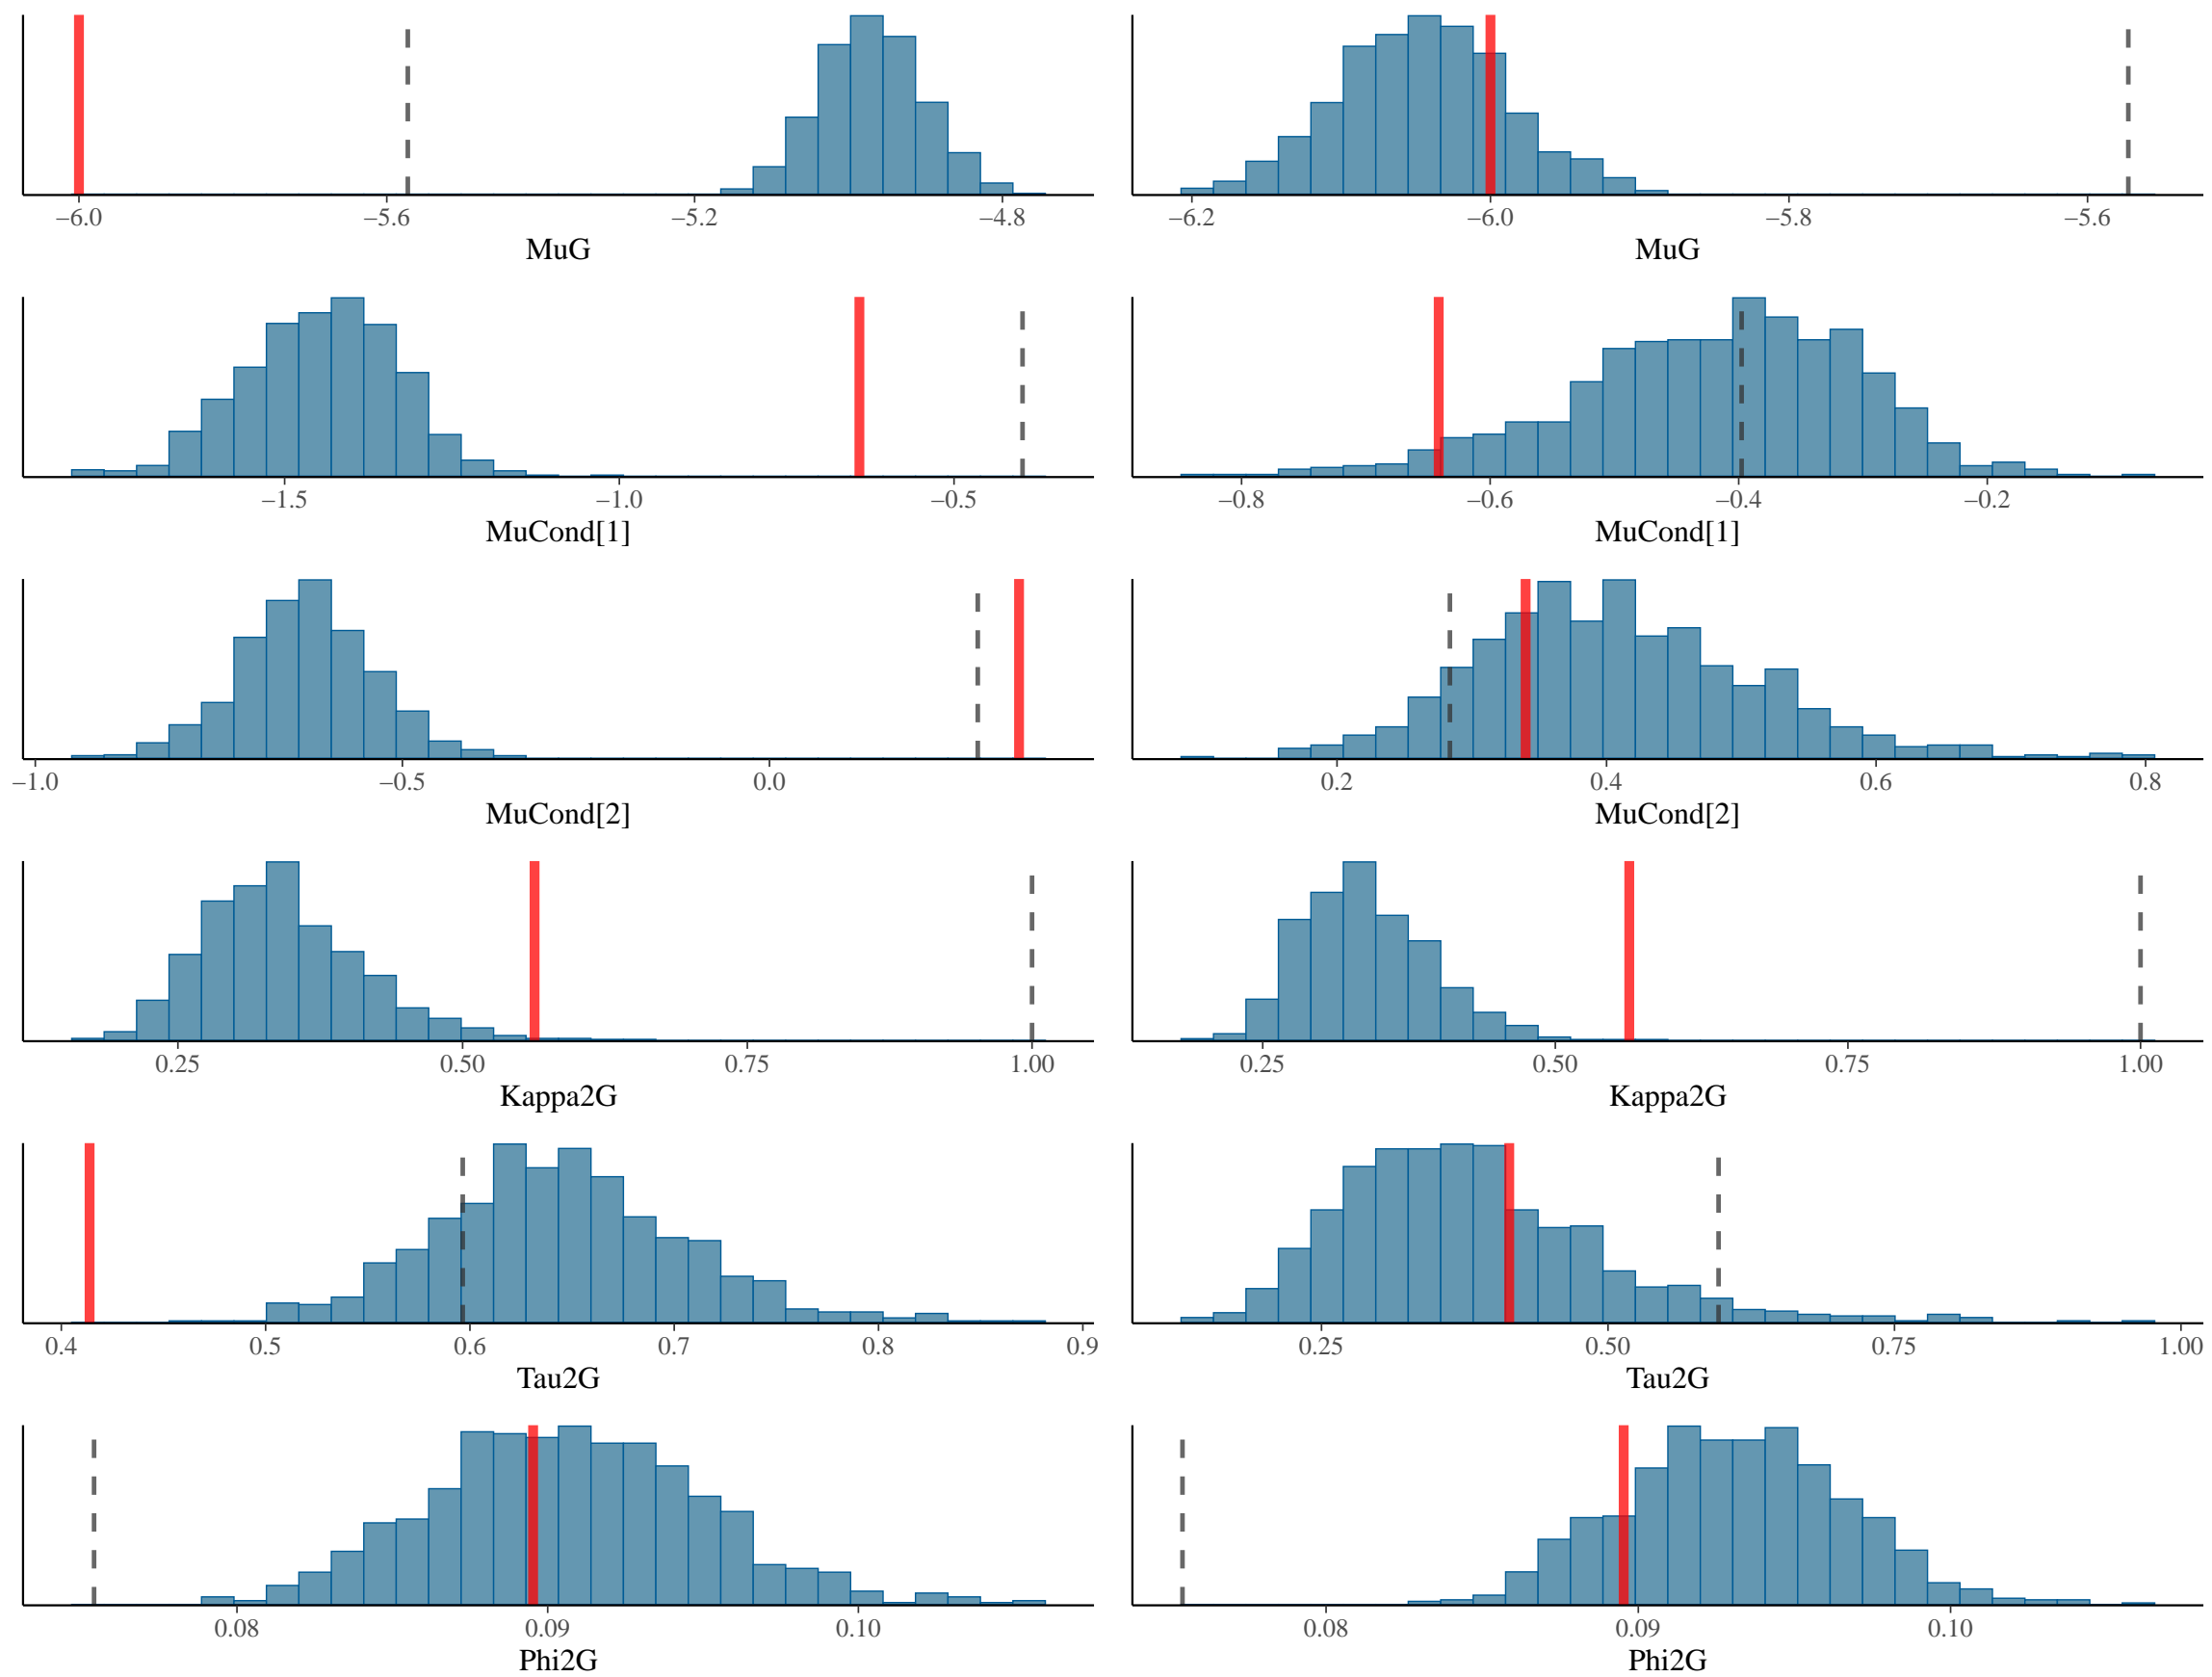 −6.0 −5.6 −5.2 −4.8
MuG
−6.2 −6.0 −5.8 −5.6
MuG
−1.5 −1.0 −0.5
MuCond[1]
−0.8 −0.6 −0.4 −0.2
MuCond[1]
−1.0 −0.5 0.0
MuCond[2]
0.2 0.4 0.6 0.8
MuCond[2]
0.25 0.50 0.75 1.00
Kappa2G
0.25 0.50 0.75 1.00
Kappa2G
0.4 0.5 0.6 0.7 0.8 0.9
Tau2G
0.25 0.50 0.75 1.00
Tau2G
0.08 0.09 0.10
Phi2G
0.08 0.09 0.10
Phi2G